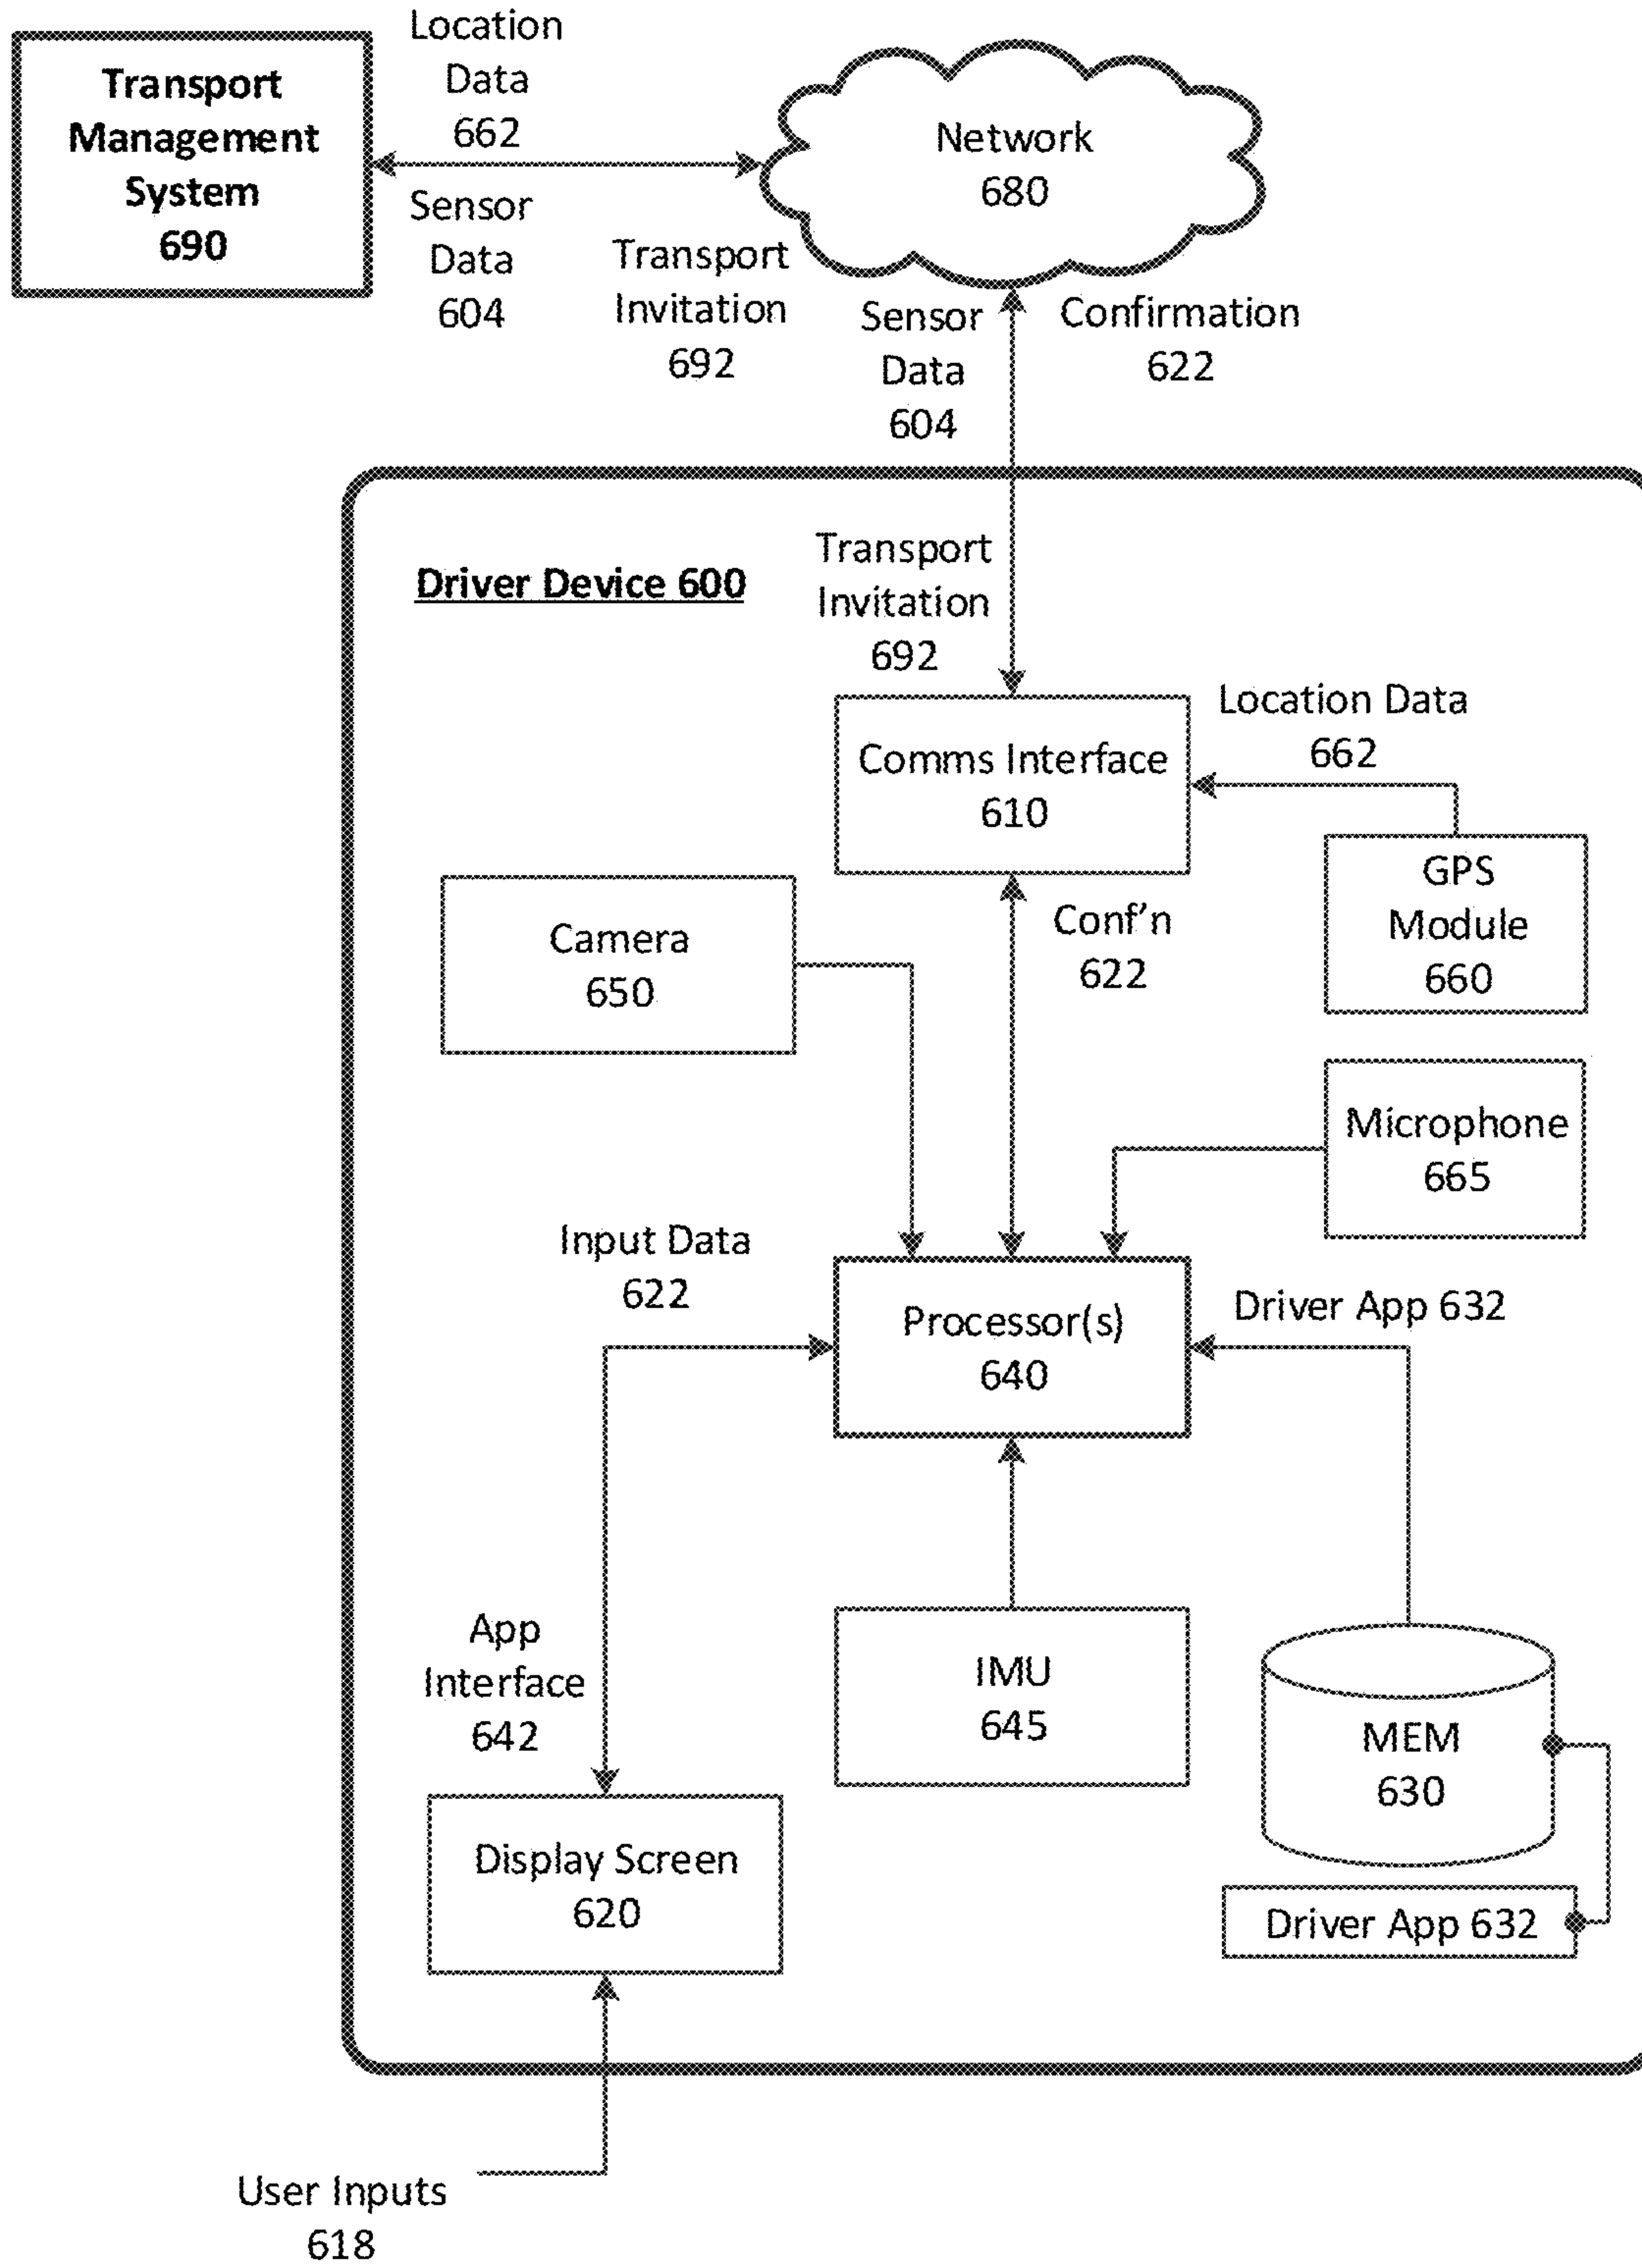 Transport
Management
System
690
Location
Data
662
Sensor
Data
604
Network
680
Transport
Invitation
692
Sensor
Data
604
Confirmation
622
Driver Device 600
Transport
Invitation
692
Comms Interface
610
Location Data
662
GPS
Module
660
Camera
650
Conf'n
622
Microphone
665
Input Data
622
Processor(s)
640
Driver App 632
App
Interface
642
IMU
645
MEM
630
Display Screen
620
Driver App 632
User Inputs
618